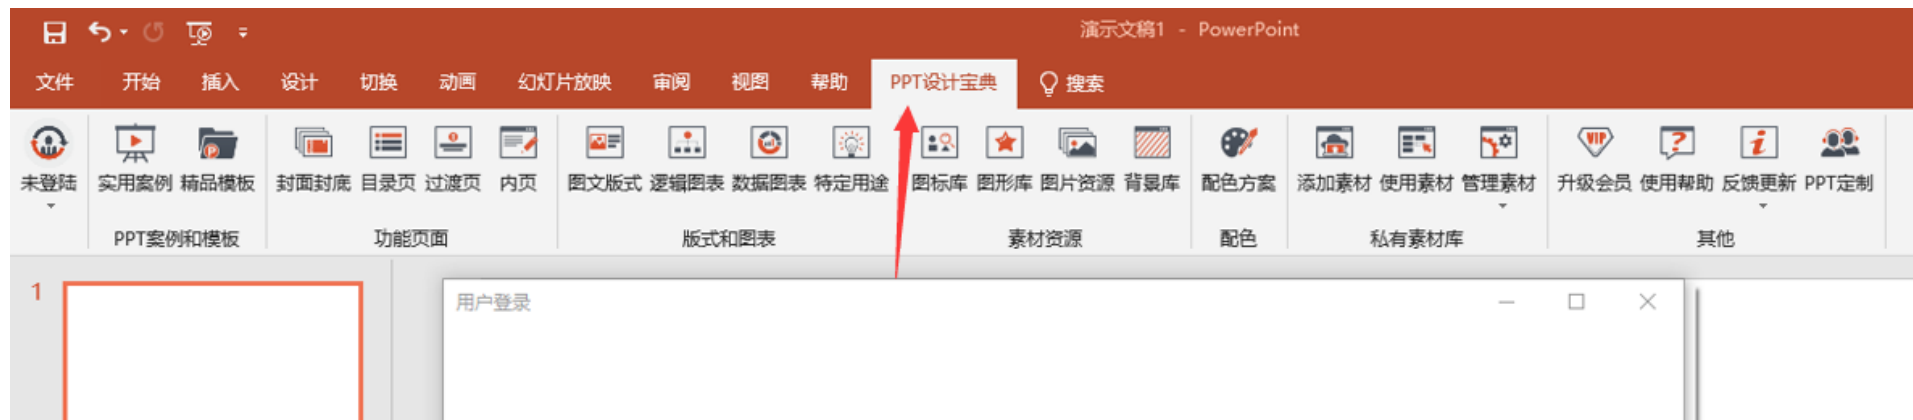 演示文稿1 - PowerPoint
文件 开始 插入 设计 切换 动画 幻灯片放映 审阅 视图 帮助 PPT设计宝典 搜索
未登陆 实用案例 精品模板 封面封底 目录页 过渡页 内页 图文版式 逻辑图表 数据图表 特定用途 图标库 图形库 图片资源 背景库 配色方案 添加素材 使用素材 管理素材 升级会员 使用帮助 反馈更新 PPT定制
PPT案例和模板 功能页面 版式和图表 素材资源 配色 私有素材库 其他
1
用户登录